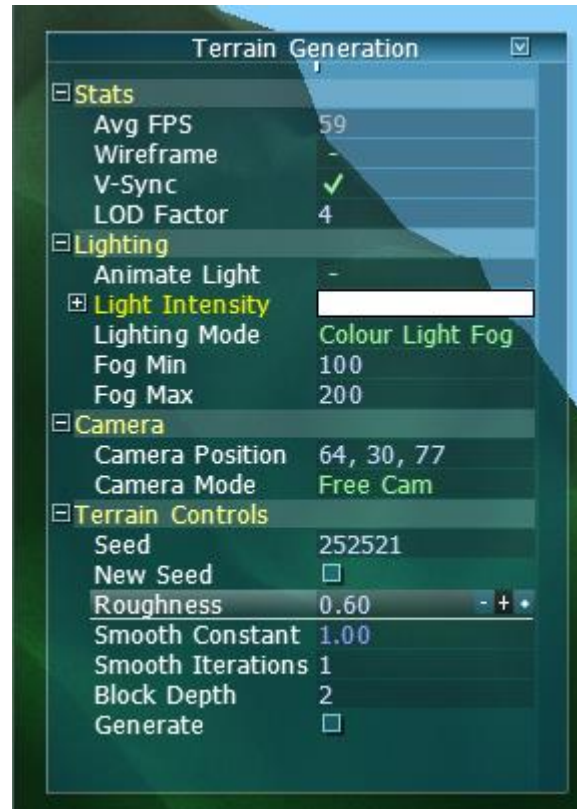 Terrain Generation
Stats
Avg FPS 59
Wireframe -
V-Sync ✓
LOD Factor 4
Lighting
Animate Light -
Light Intensity
Lighting Mode Colour Light Fog
Fog Min 100
Fog Max 200
Camera
Camera Position 64, 30, 77
Camera Mode Free Cam
Terrain Controls
Seed 252521
New Seed
Roughness 0.60 - +
Smooth Constant 1.00
Smooth Iterations 1
Block Depth 2
Generate